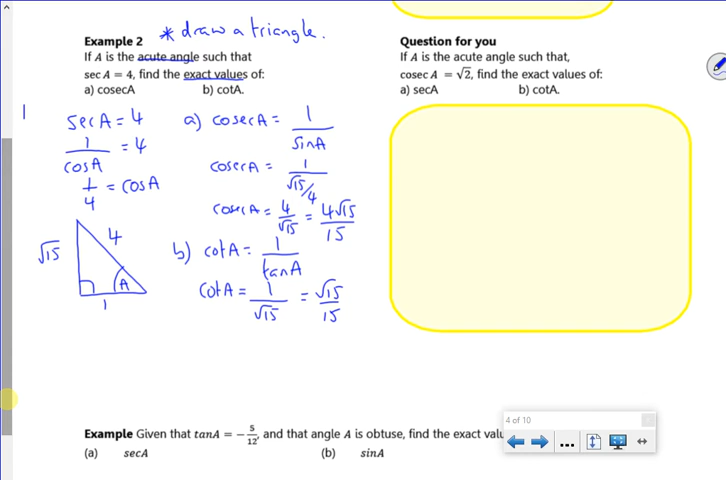 * draw a triangle.
Example 2
If A is the acute angle such that
sec A = 4, find the exact values of:
a) cosecA b) cotA.
secA = 4
1/cosA = 4
1/4 = cosA
√15
4
A
1
a) cosecA = 1/sinA
cosecA = 1/(√15/4)
cosecA = 4/√15 = 4√15/15
b) cotA = 1/tanA
cotA = 1/√15 = √15/15
Question for you
If A is the acute angle such that,
cosec A = √2, find the exact values of:
a) secA b) cotA.
Example Given that tanA = −5/12, and that angle A is obtuse, find the exact valu
(a) secA (b) sinA
4 of 10